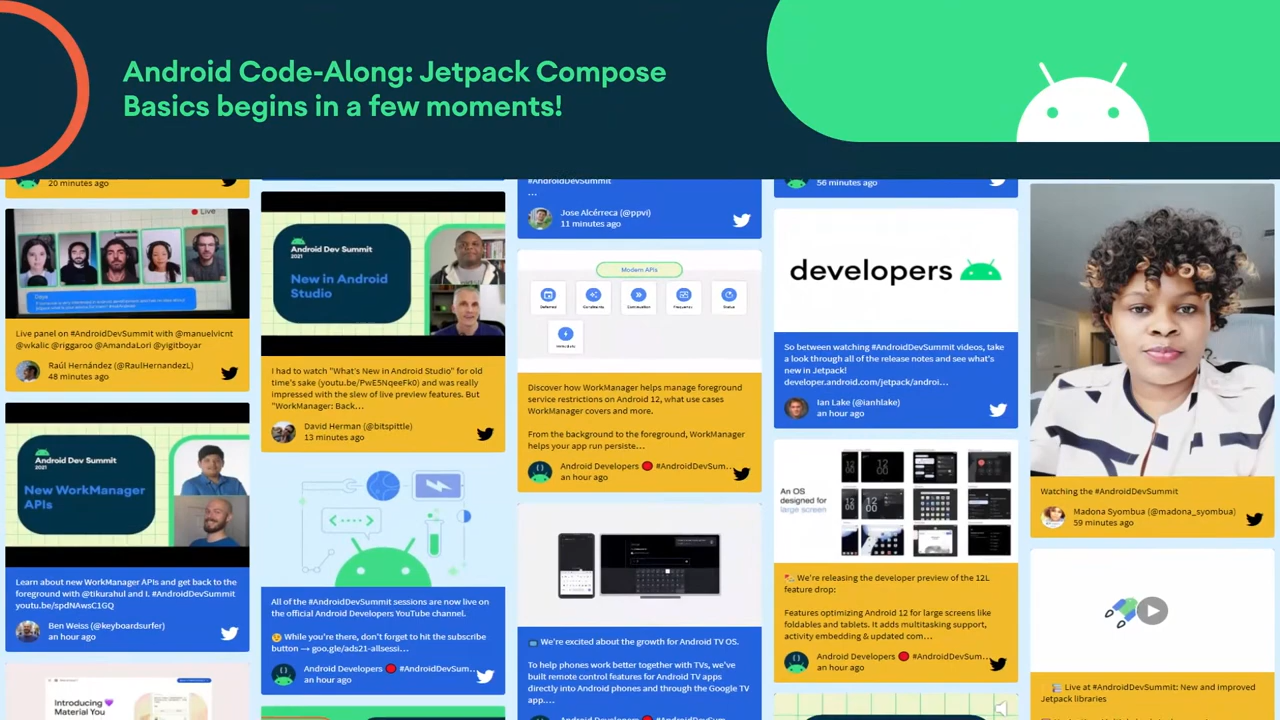 Android Code-Along: Jetpack Compose
Basics begins in a few moments!
20 minutes ago
Live
Live panel on #AndroidDevSummit with @manuelvicnt
@wkalic @riggaroo @AmandaLori @yigitboyar
Raúl Hernández (@RaulHernandezL)
48 minutes ago
Android Dev Summit
2021
New WorkManager
APIs
Learn about new WorkManager APIs and get back to the
foreground with @tikurahul and I. #AndroidDevSummit
youtu.be/spdNAwsC1GQ
Ben Weiss (@keyboardsurfer)
an hour ago
Introducing
Material You
Android Dev Summit
2021
New in Android
Studio
I had to watch "What's New in Android Studio" for old
time's sake (youtu.be/PwE5NqeeFk0) and was really
impressed with the slew of live preview features. But
"WorkManager: Back…
David Herman (@bitspittle)
13 minutes ago
All of the #AndroidDevSummit sessions are now live on
the official Android Developers YouTube channel.
While you're there, don't forget to hit the subscribe
button → goo.gle/ads21-allsessi…
Android Developers #AndroidDevSum…
an hour ago
#AndroidDevSummit
…
Jose Alcérreca (@ppvi)
11 minutes ago
Modern APIs
Deferred
Constraints
Continuation
Frequency
Status
Immediate
Discover how WorkManager helps manage foreground
service restrictions on Android 12, what use cases
WorkManager covers and more.
From the background to the foreground, WorkManager
helps your app run persiste…
Android Developers #AndroidDevSum…
an hour ago
We're excited about the growth for Android TV OS.
To help phones work better together with TVs, we've
built remote control features for Android TV apps
directly into Android phones and through the Google TV
app.…
Android Developers #AndroidDevSum…
56 minutes ago
developers
So between watching #AndroidDevSummit videos, take
a look through all of the release notes and see what's
new in Jetpack!
developer.android.com/jetpack/androi…
Ian Lake (@ianhlake)
an hour ago
An OS
designed for
large screen
We're releasing the developer preview of the 12L
feature drop:
Features optimizing Android 12 for large screens like
foldables and tablets. It adds multitasking support,
activity embedding & updated com…
Android Developers #AndroidDevSum…
an hour ago
Watching the #AndroidDevSummit
Madona Syombua (@madona_syombua)
59 minutes ago
Live at #AndroidDevSummit: New and Improved
Jetpack libraries